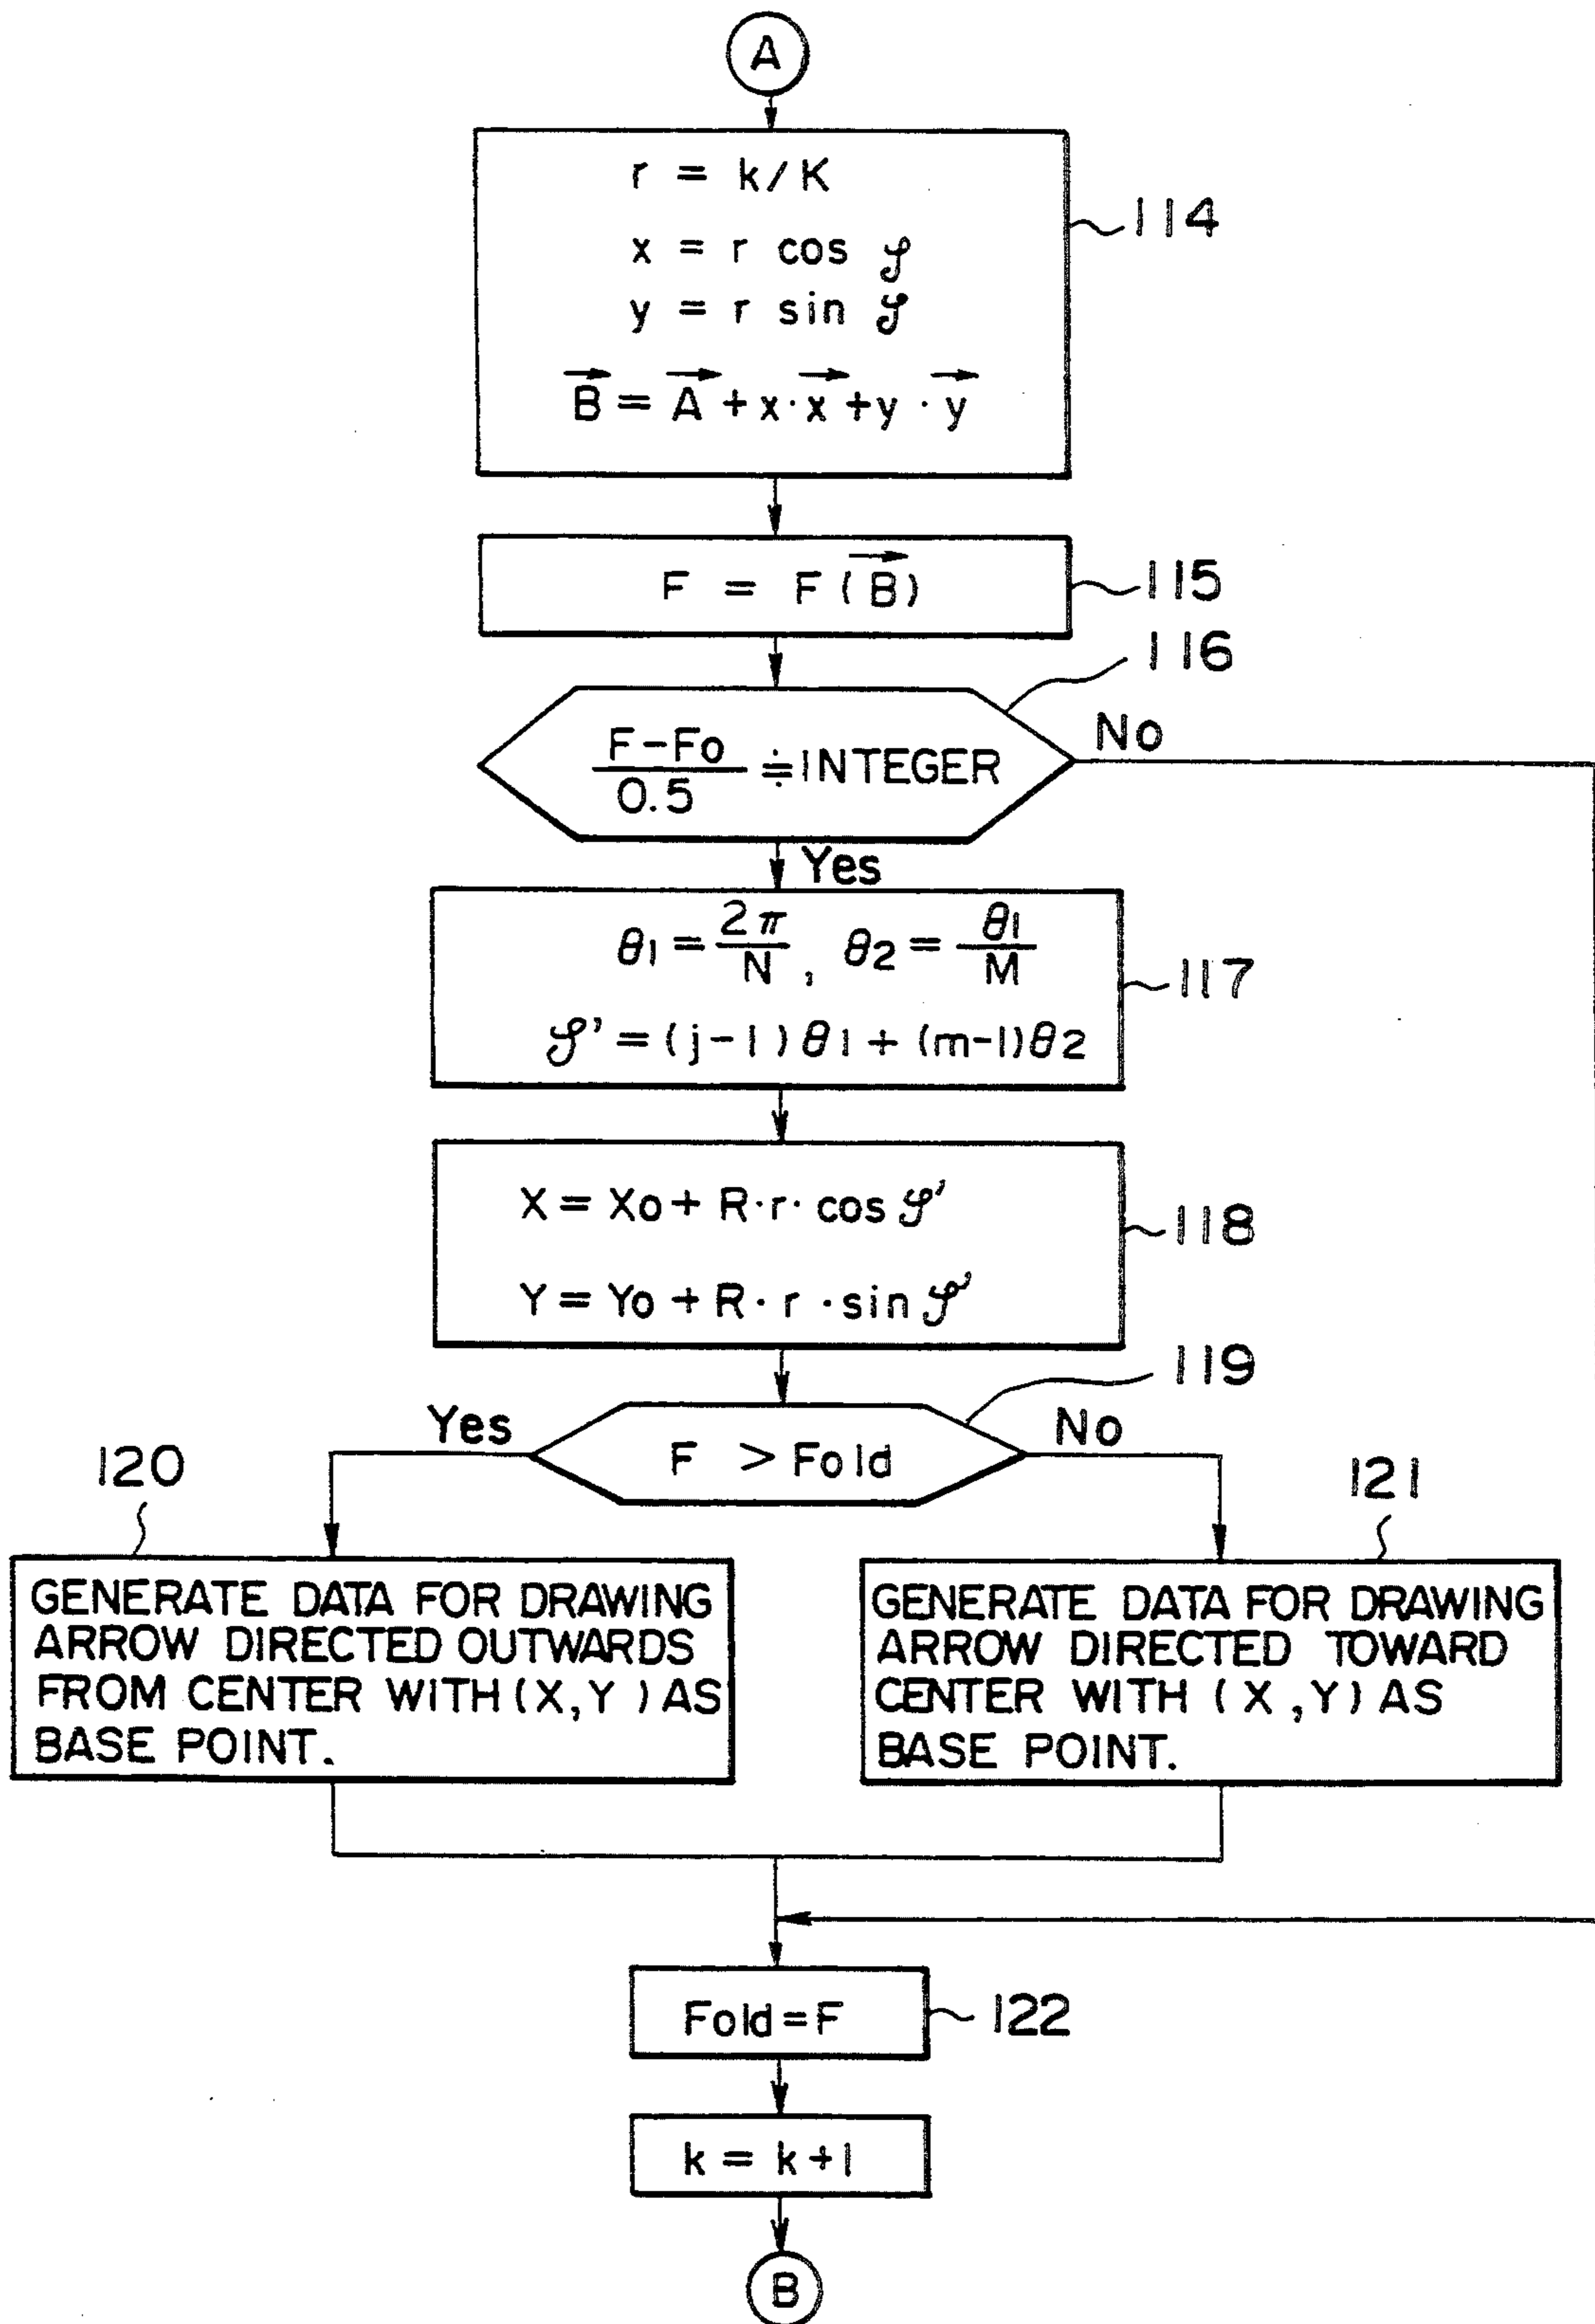 A
r = k/K
x = r cos φ
y = r sin φ
B⃗ = A⃗ + x·x⃗ + y·y⃗
114
F = F(B⃗)
115
116
F-Fo
0.5
≑ INTEGER
No
Yes
θ1 = 2π/N, θ2 = θ1/M
φ' = (j-1)θ1 + (m-1)θ2
117
X = Xo + R·r·cos φ'
Y = Yo + R·r·sin φ'
118
119
Yes
F > Fold
No
120
121
GENERATE DATA FOR DRAWING
ARROW DIRECTED OUTWARDS
FROM CENTER WITH (X,Y) AS
BASE POINT.
GENERATE DATA FOR DRAWING
ARROW DIRECTED TOWARD
CENTER WITH (X,Y) AS
BASE POINT.
Fold = F
122
k = k+1
B